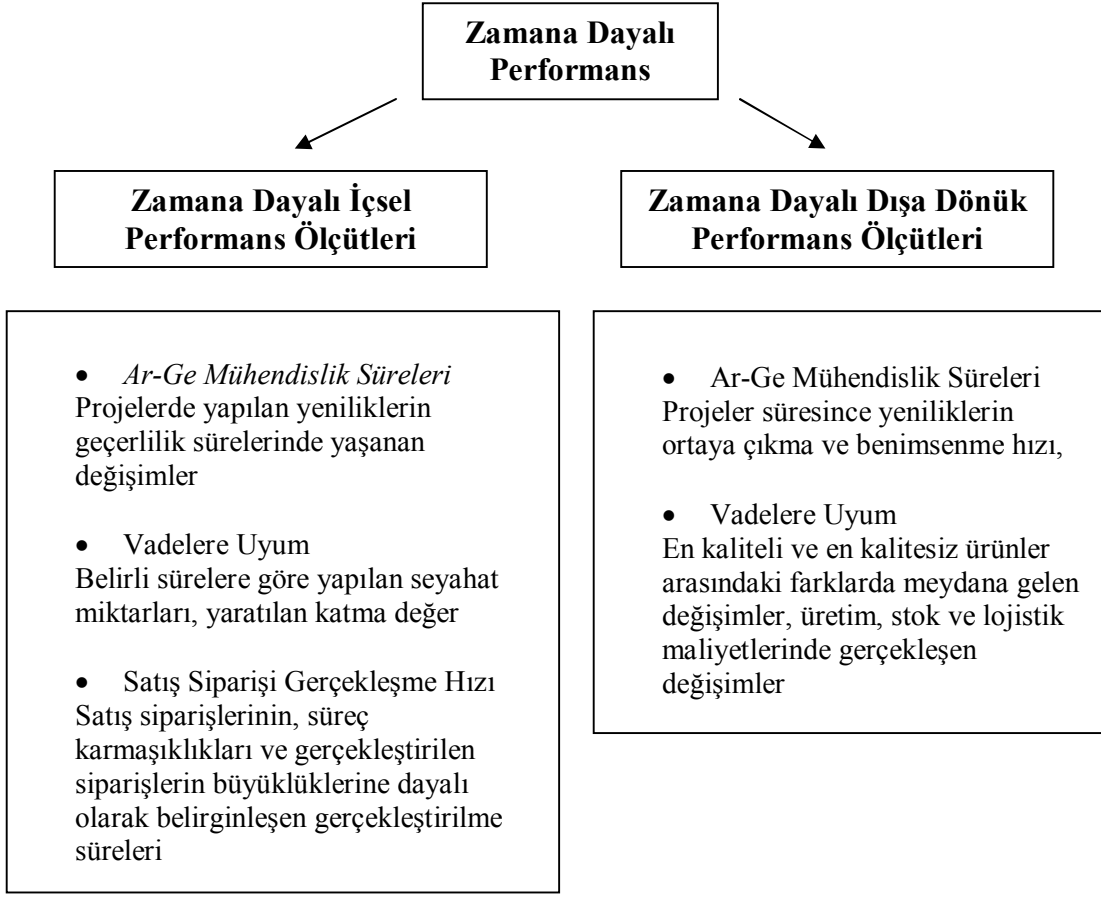 Zamana Dayalı
Performans
Zamana Dayalı İçsel
Performans Ölçütleri
Zamana Dayalı Dışa Dönük
Performans Ölçütleri
• Ar-Ge Mühendislik Süreleri
Projelerde yapılan yeniliklerin
geçerlilik sürelerinde yaşanan
değişimler
• Vadelere Uyum
Belirli sürelere göre yapılan seyahat
miktarları, yaratılan katma değer
• Satış Siparişi Gerçekleşme Hızı
Satış siparişlerinin, süreç
karmaşıklıkları ve gerçekleştirilen
siparişlerin büyüklüklerine dayalı
olarak belirginleşen gerçekleştirilme
süreleri
• Ar-Ge Mühendislik Süreleri
Projeler süresince yeniliklerin
ortaya çıkma ve benimsenme hızı,
• Vadelere Uyum
En kaliteli ve en kalitesiz ürünler
arasındaki farklarda meydana gelen
değişimler, üretim, stok ve lojistik
maliyetlerinde gerçekleşen
değişimler